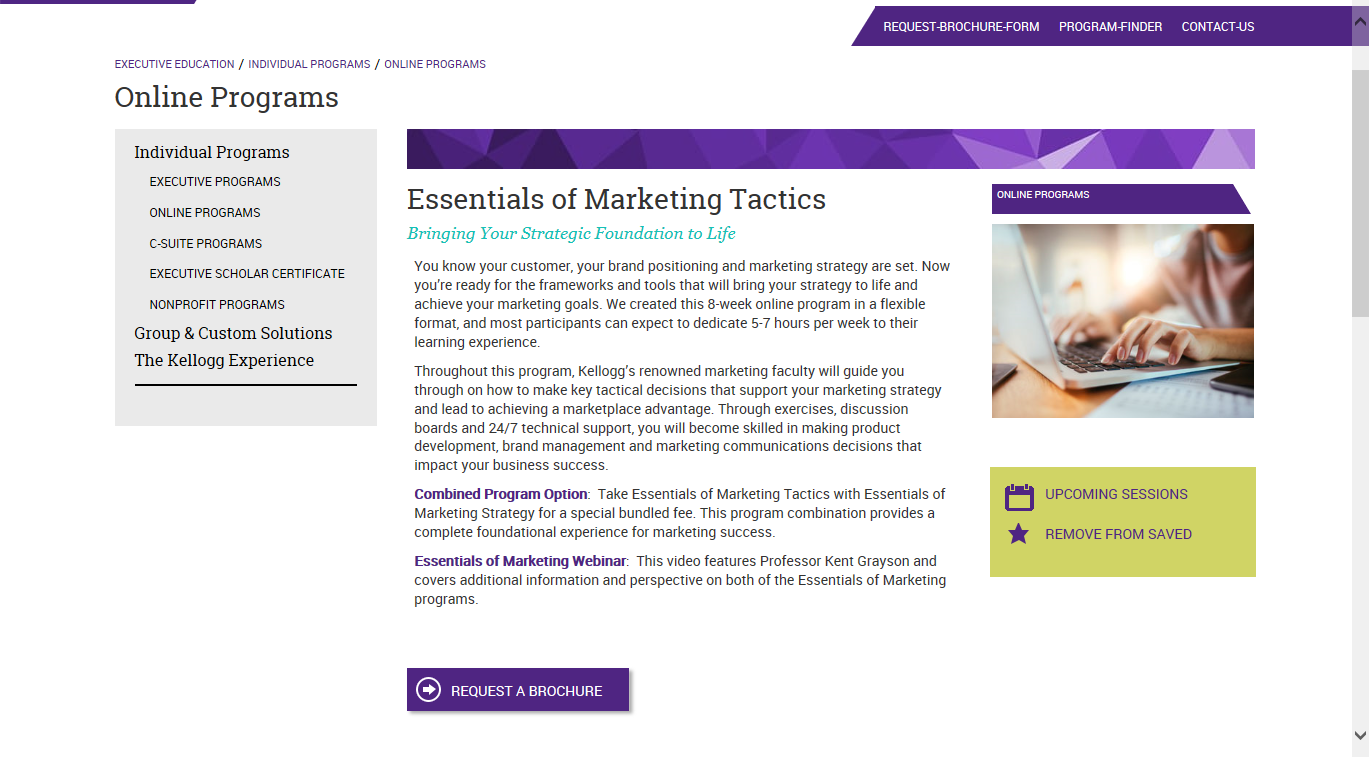 REQUEST-BROCHURE-FORM PROGRAM-FINDER CONTACT-US
EXECUTIVE EDUCATION / INDIVIDUAL PROGRAMS / ONLINE PROGRAMS
Online Programs
Individual Programs
EXECUTIVE PROGRAMS
ONLINE PROGRAMS
C-SUITE PROGRAMS
EXECUTIVE SCHOLAR CERTIFICATE
NONPROFIT PROGRAMS
Group & Custom Solutions
The Kellogg Experience
Essentials of Marketing Tactics
Bringing Your Strategic Foundation to Life
You know your customer, your brand positioning and marketing strategy are set. Now
you’re ready for the frameworks and tools that will bring your strategy to life and
achieve your marketing goals. We created this 8-week online program in a flexible
format, and most participants can expect to dedicate 5-7 hours per week to their
learning experience.
Throughout this program, Kellogg’s renowned marketing faculty will guide you
through on how to make key tactical decisions that support your marketing strategy
and lead to achieving a marketplace advantage. Through exercises, discussion
boards and 24/7 technical support, you will become skilled in making product
development, brand management and marketing communications decisions that
impact your business success.
Combined Program Option: Take Essentials of Marketing Tactics with Essentials of
Marketing Strategy for a special bundled fee. This program combination provides a
complete foundational experience for marketing success.
Essentials of Marketing Webinar: This video features Professor Kent Grayson and
covers additional information and perspective on both of the Essentials of Marketing
programs.
REQUEST A BROCHURE
ONLINE PROGRAMS
UPCOMING SESSIONS
REMOVE FROM SAVED